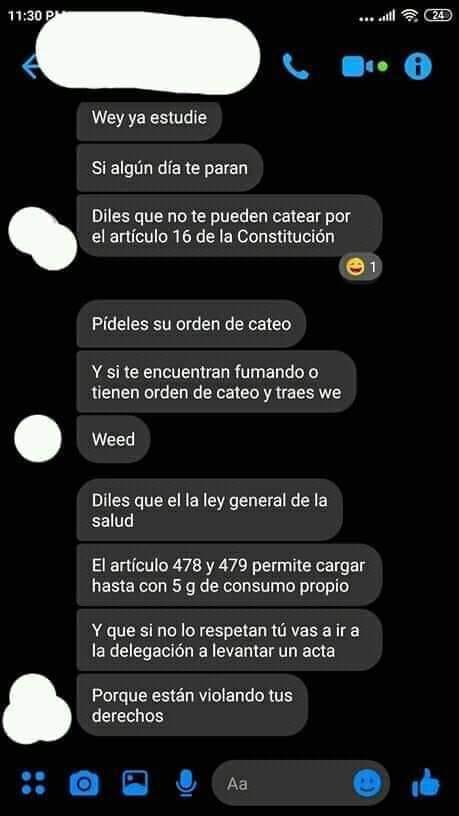 11:30 PM
24
Wey ya estudie
Si algún día te paran
Diles que no te pueden catear por
el artículo 16 de la Constitución
1
Pídeles su orden de cateo
Y si te encuentran fumando o
tienen orden de cateo y traes we
Weed
Diles que el la ley general de la
salud
El artículo 478 y 479 permite cargar
hasta con 5 g de consumo propio
Y que si no lo respetan tú vas a ir a
la delegación a levantar un acta
Porque están violando tus
derechos
Aa